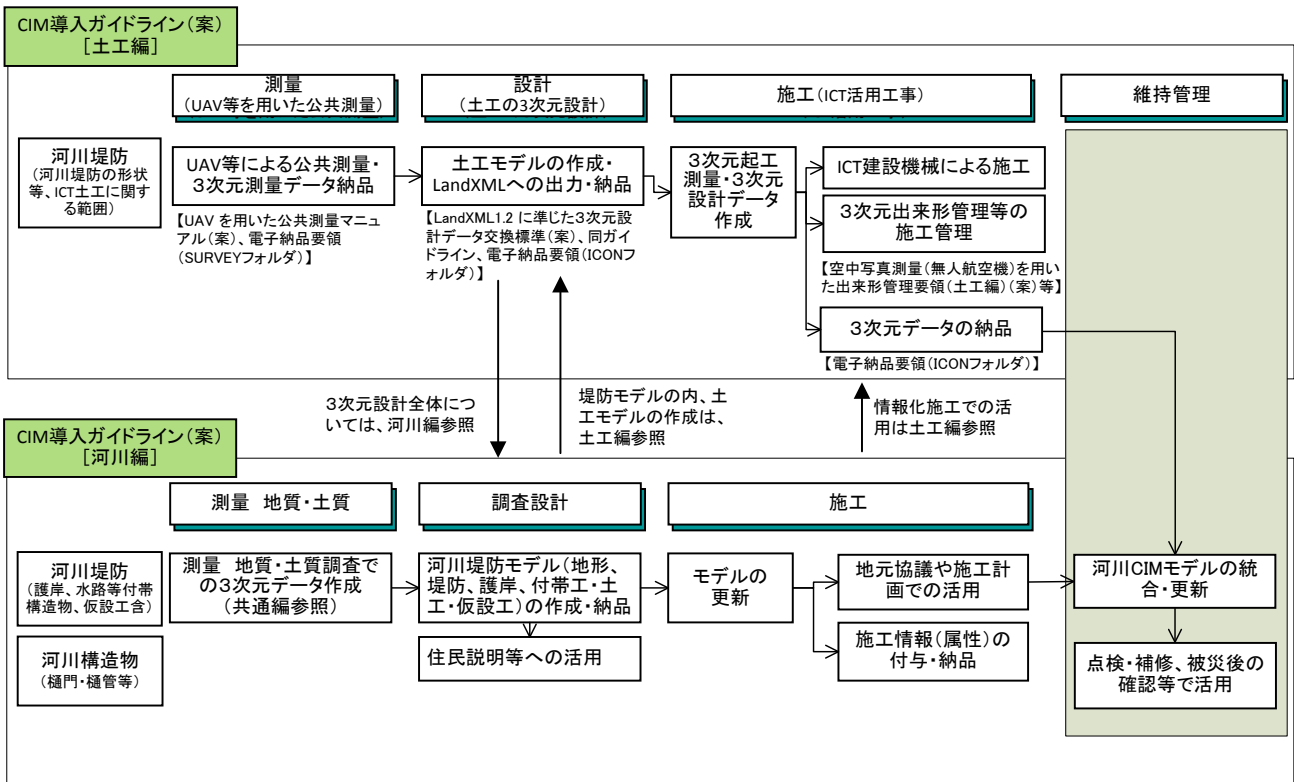 CIM導入ガイドライン（案）
［土工編］
測量
（UAV等を用いた公共測量）
設計
（土工の3次元設計）
施工（ICT活用工事）
維持管理
河川堤防
（河川堤防の形状
等、ICT土工に関す
る範囲）
UAV等による公共測量・
３次元測量データ納品
【UAV を用いた公共測量マニュ
アル（案）、電子納品要領
（SURVEYフォルダ）】
土工モデルの作成・
LandXMLへの出力・納品
【LandXML1.2 に準じた３次元設
計データ交換標準（案）、同ガイ
ドライン、電子納品要領（ICONフ
ォルダ）】
３次元起工
測量・３次元
設計データ
作成
ICT建設機械による施工
３次元出来形管理等の
施工管理
【空中写真測量（無人航空機）を用い
た出来形管理要領（土工編）（案）等】
３次元データの納品
【電子納品要領（ICONフォルダ）】
３次元設計全体につ
いては、河川編参照
堤防モデルの内、土
工モデルの作成は、
土工編参照
情報化施工での活
用は土工編参照
CIM導入ガイドライン（案）
［河川編］
測量　地質・土質
調査設計
施工
河川堤防
（護岸、水路等付帯
構造物、仮設工含）
河川構造物
（樋門・樋管等）
測量　地質・土質調査で
の３次元データ作成
（共通編参照）
河川堤防モデル（地形、
堤防、護岸、付帯工・土
工・仮設工）の作成・納品
住民説明等への活用
モデルの
更新
地元協議や施工計
画での活用
施工情報（属性）の
付与・納品
河川CIMモデルの統
合・更新
点検・補修、被災後の
確認等で活用